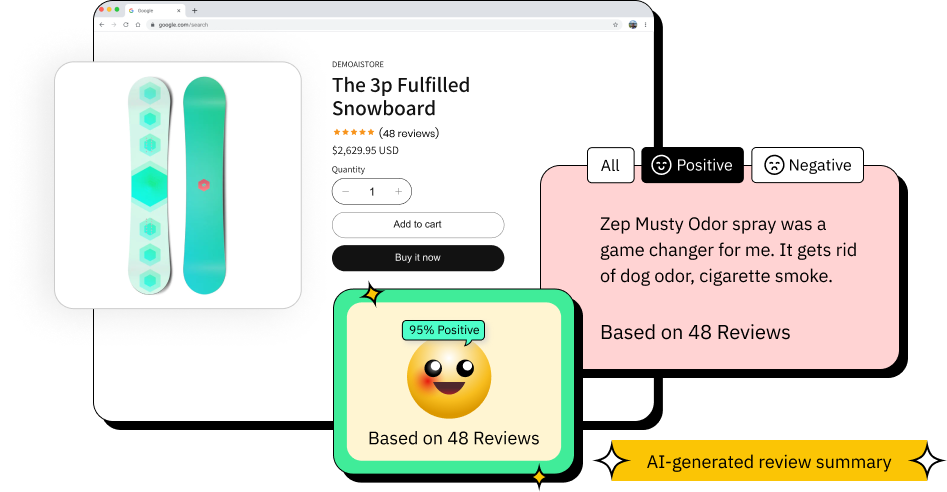 Google
google.com/search
DEMOAISTORE
The 3p Fulfilled
Snowboard
(48 reviews)
$2,629.95 USD
Quantity
− 1 +
Add to cart
Buy it now
All
Positive
Negative
Zep Musty Odor spray was a
game changer for me. It gets rid
of dog odor, cigarette smoke.
Based on 48 Reviews
95% Positive
Based on 48 Reviews
AI-generated review summary